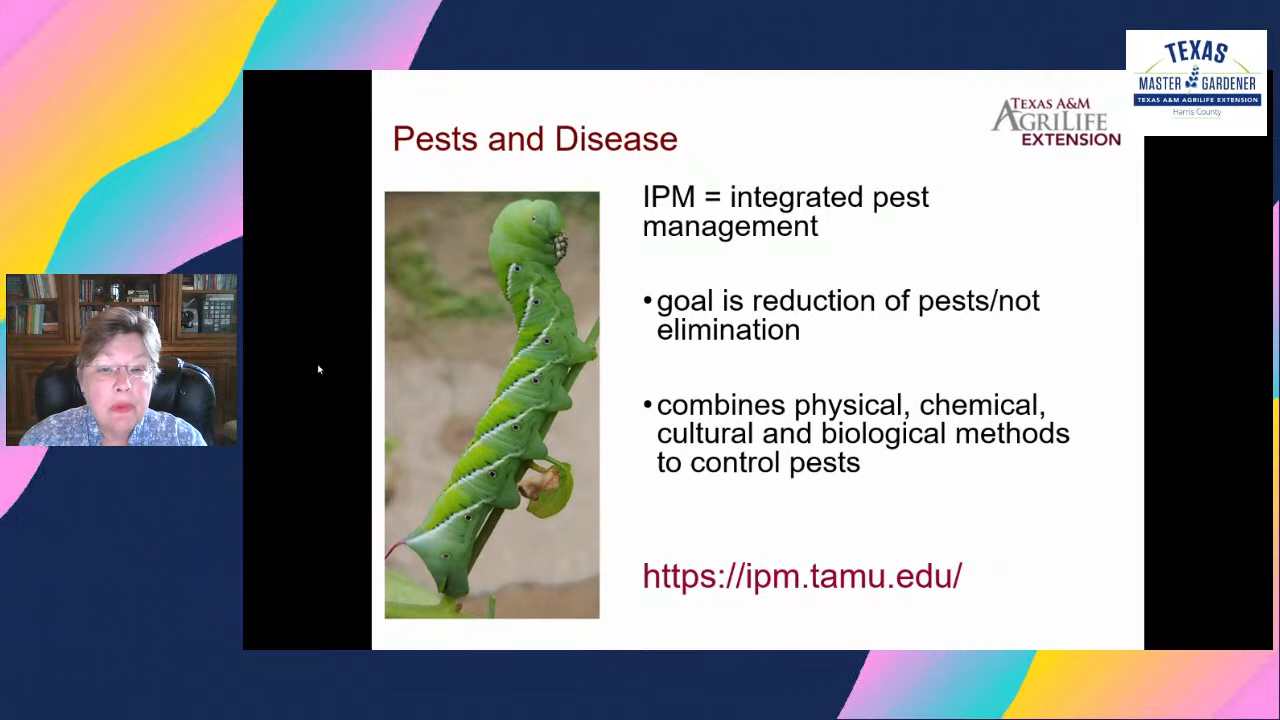 TEXAS
MASTER GARDENER
TEXAS A&M AGRILIFE EXTENSION
Harris County
TEXAS A&M
AGRILIFE
EXTENSION
Pests and Disease
IPM = integrated pest
management
•goal is reduction of pests/not
elimination
•combines physical, chemical,
cultural and biological methods
to control pests
https://ipm.tamu.edu/